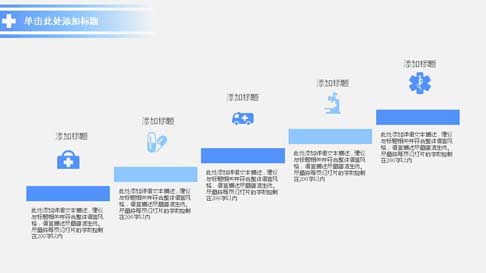 单击此处添加标题
添加标题
此处添加详细文本描述，建议
与标题相关并符合整体语言风
格，语言描述尽量简洁生动。
尽量将每页幻灯片的字数控制
在200字以内
添加标题
此处添加详细文本描述，建议
与标题相关并符合整体语言风
格，语言描述尽量简洁生动。
尽量将每页幻灯片的字数控制
在200字以内
添加标题
此处添加详细文本描述，建议
与标题相关并符合整体语言风
格，语言描述尽量简洁生动。
尽量将每页幻灯片的字数控制
在200字以内
添加标题
此处添加详细文本描述，建议
与标题相关并符合整体语言风
格，语言描述尽量简洁生动。
尽量将每页幻灯片的字数控制
在200字以内
添加标题
此处添加详细文本描述，建议
与标题相关并符合整体语言风
格，语言描述尽量简洁生动。
尽量将每页幻灯片的字数控制
在200字以内